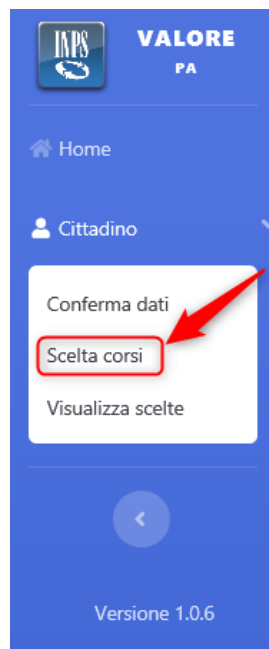 INPS
VALORE
PA
Home
Cittadino
Conferma dati
Scelta corsi
Visualizza scelte
Versione 1.0.6